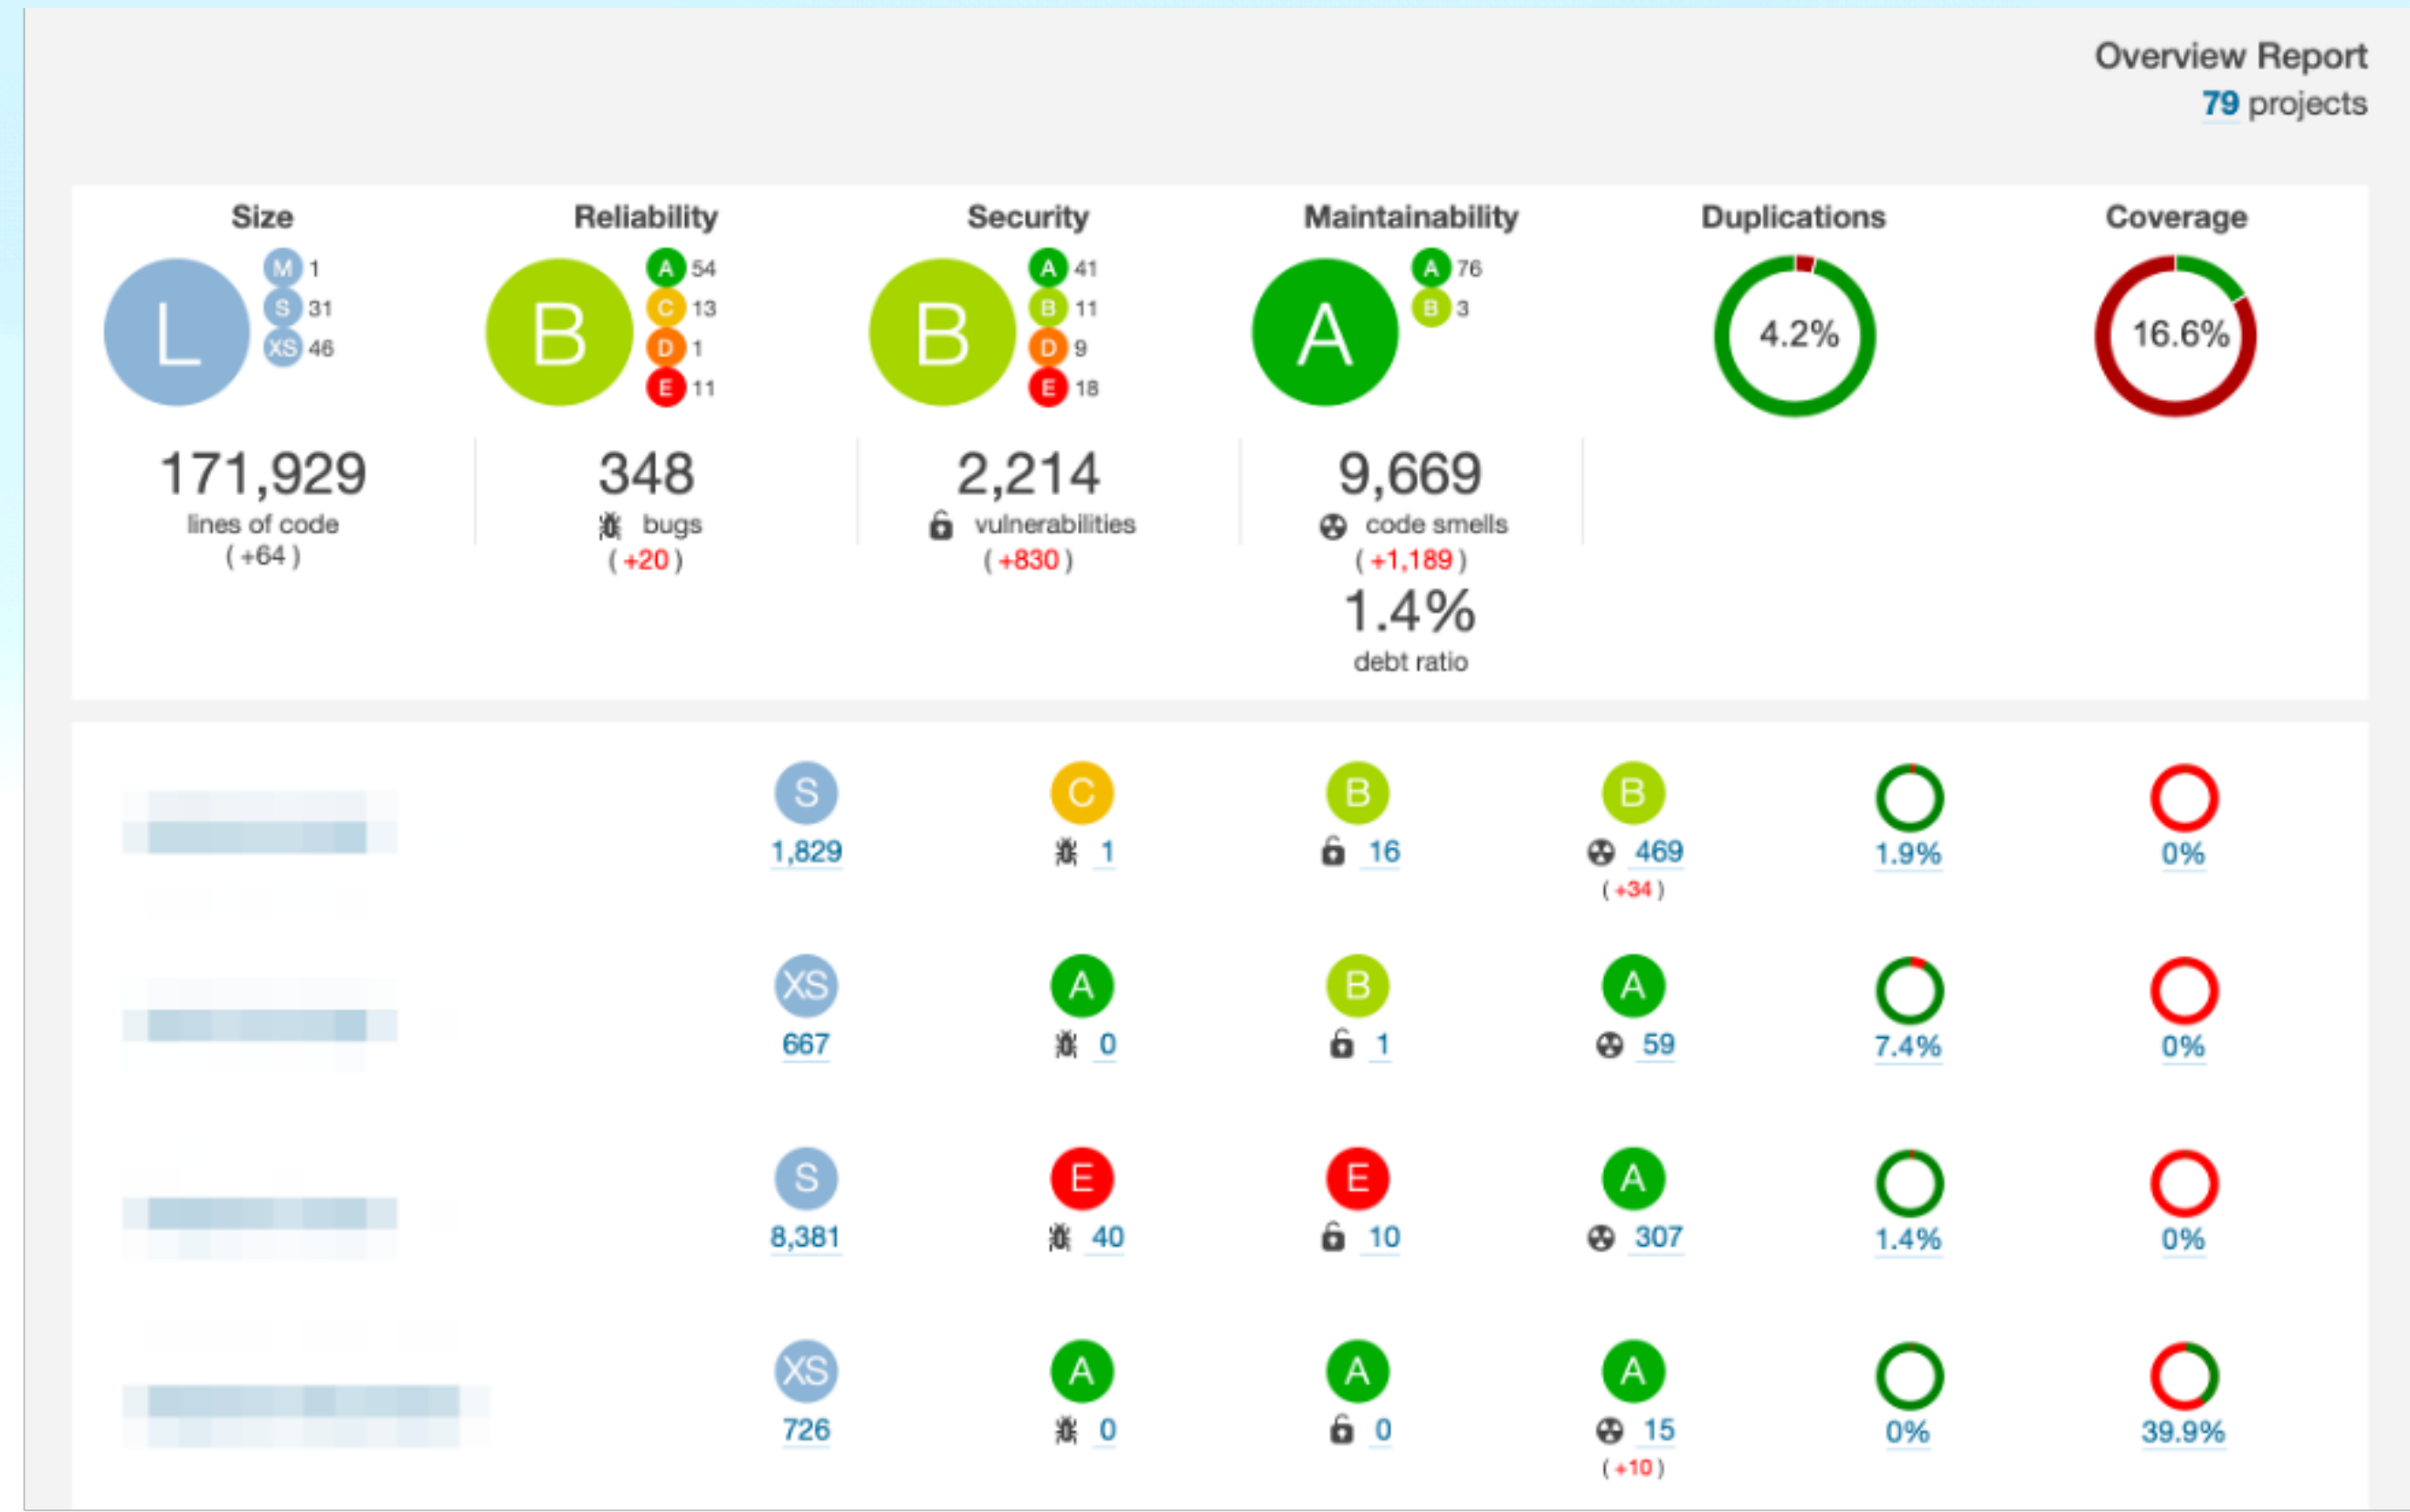 Overview Report
79 projects
Size Reliability Security Maintainability Duplications Coverage
L M 1 B A 54 B A 41 A A 76 4.2% 16.6%
S 31 C 13 B 11 B 3
XS 46 D 1 D 9
E 11 E 18
171,929 348 2,214 9,669
lines of code bugs vulnerabilities code smells
(+64) (+20) (+830) (+1,189)
1.4%
debt ratio
S C B B
1,829 1 16 469 1.9% 0%
(+34)
XS A B A
667 0 1 59 7.4% 0%
S E E A
8,381 40 10 307 1.4% 0%
XS A A A
726 0 0 15 0% 39.9%
(+10)